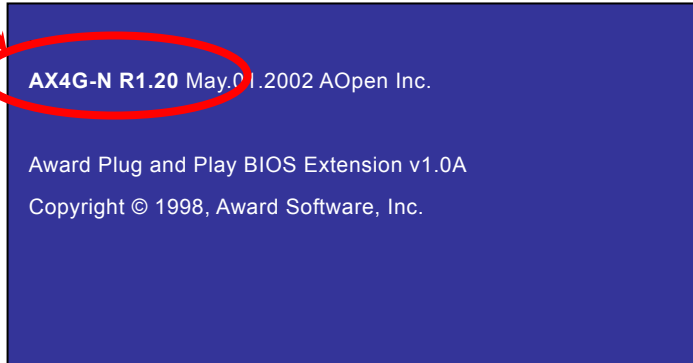 AX4G-N R1.20 May.01.2002 AOpen Inc.
Award Plug and Play BIOS Extension v1.0A
Copyright © 1998, Award Software, Inc.